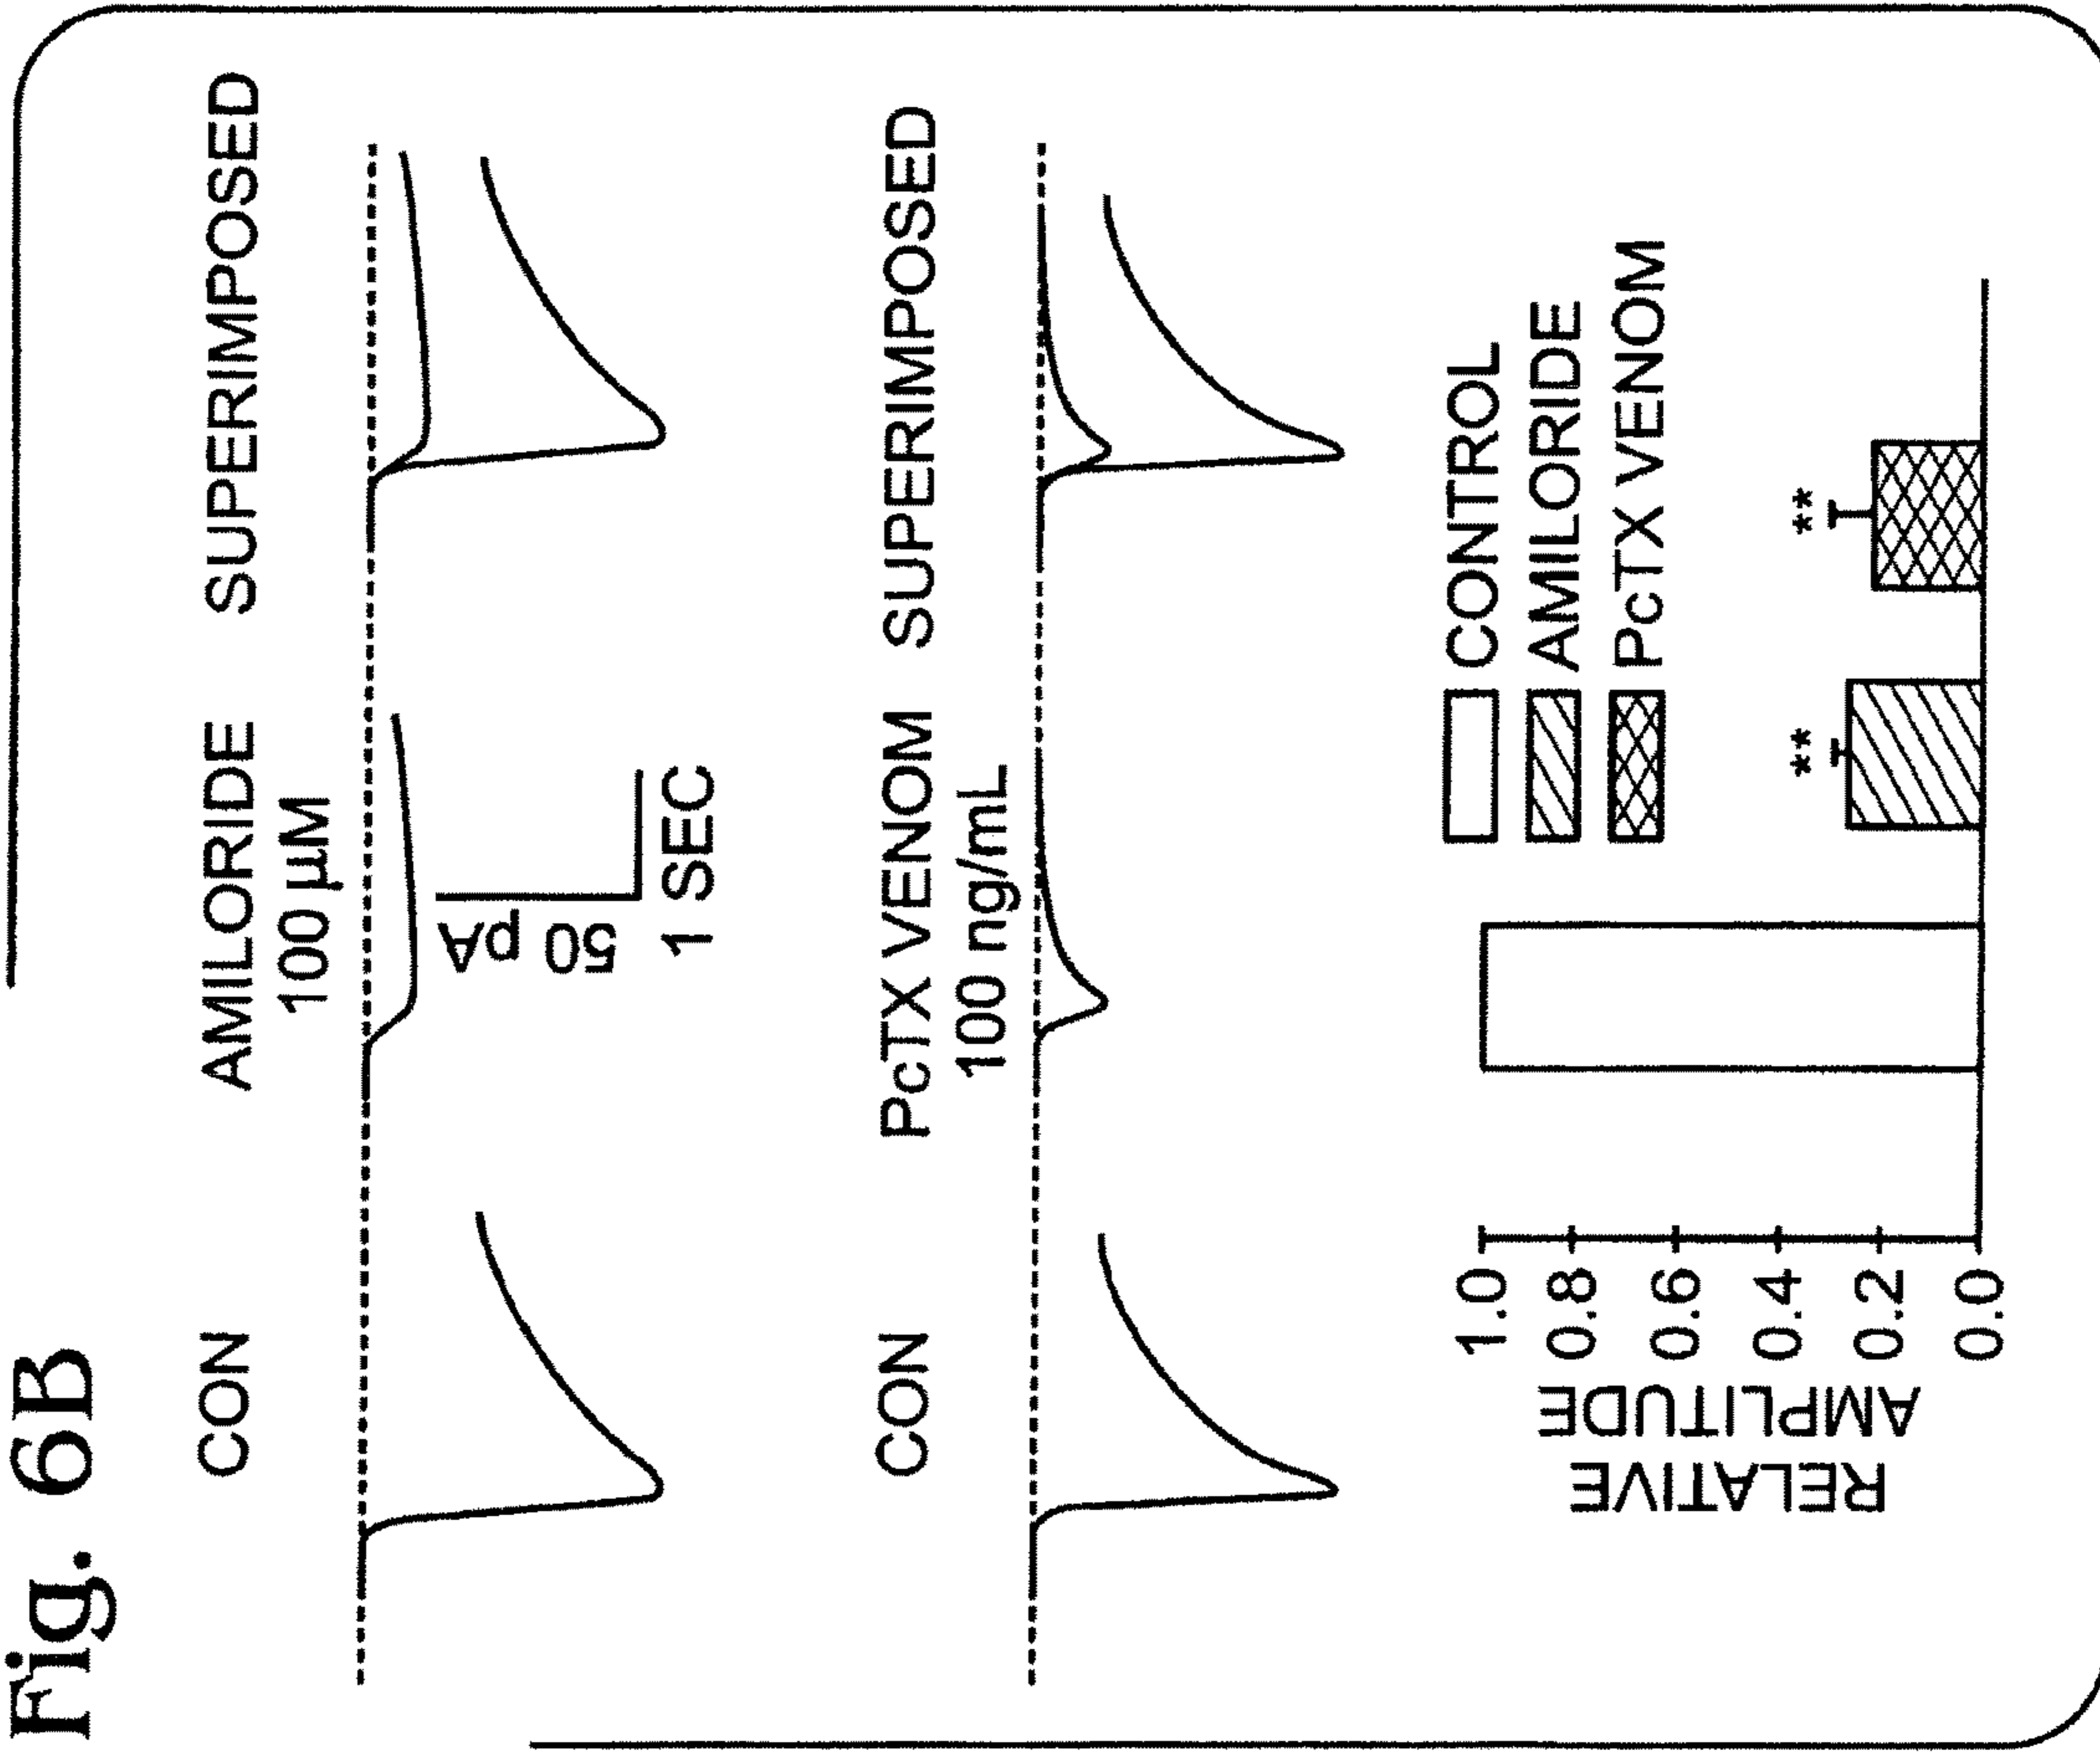 Fig. 6B
CON
AMILORIDE
100 µM
SUPERIMPOSED
50 pA
1 SEC
CON
PcTX VENOM
100 ng/mL
SUPERIMPOSED
RELATIVE
AMPLITUDE
1.0
0.8
0.6
0.4
0.2
0.0
CONTROL
AMILORIDE
PcTX VENOM
**
**